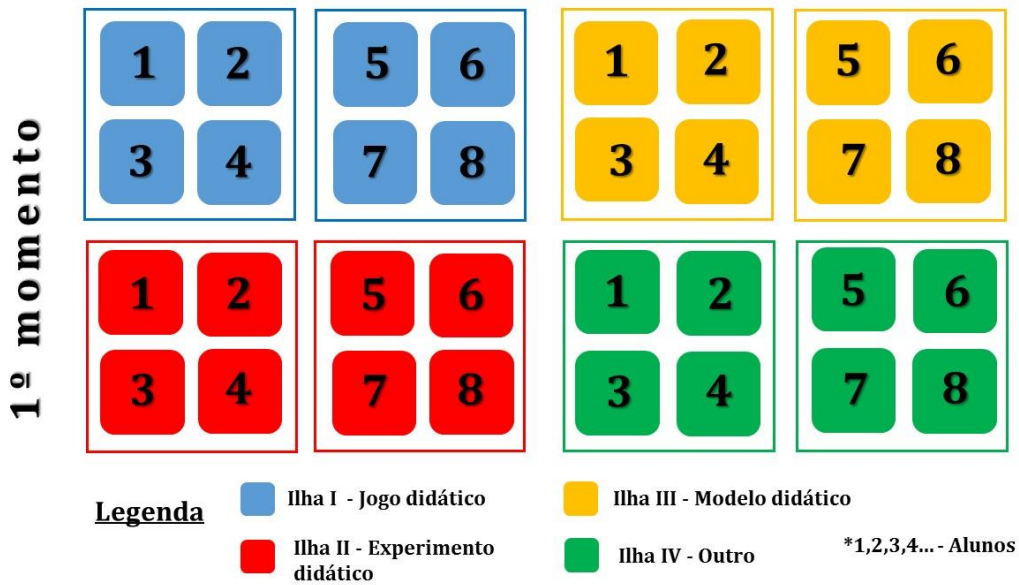 1º momento
1 2 5 6 1 2 5 6
3 4 7 8 3 4 7 8
1 2 5 6 1 2 5 6
3 4 7 8 3 4 7 8
Legenda
Ilha I - Jogo didático
Ilha II - Experimento
didático
Ilha III - Modelo didático
Ilha IV - Outro
*1,2,3,4... - Alunos